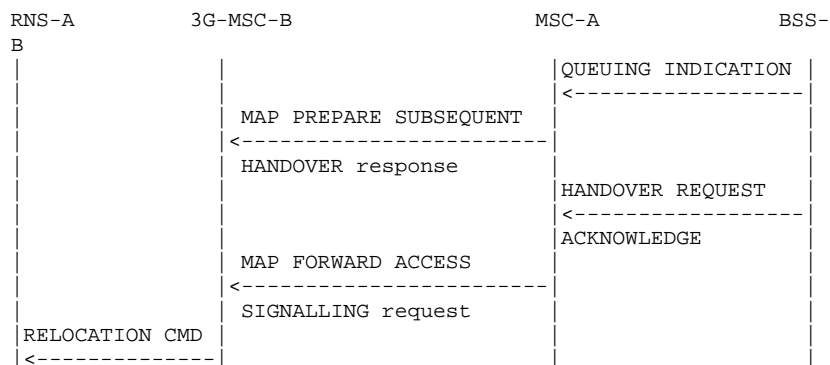 RNS-A 3G-MSC-B MSC-A BSS-
B
QUEUING INDICATION
MAP PREPARE SUBSEQUENT
HANDOVER response
HANDOVER REQUEST
ACKNOWLEDGE
MAP FORWARD ACCESS
SIGNALLING request
RELOCATION CMD